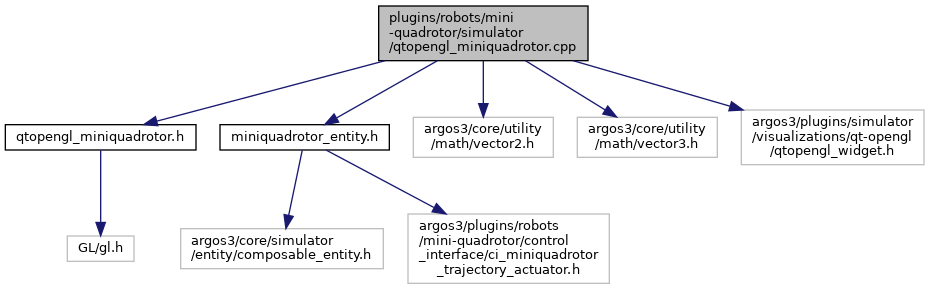 plugins/robots/mini
-quadrotor/simulator
/qtopengl_miniquadrotor.cpp
qtopengl_miniquadrotor.h
miniquadrotor_entity.h
argos3/core/utility
/math/vector2.h
argos3/core/utility
/math/vector3.h
argos3/plugins/simulator
/visualizations/qt-opengl
/qtopengl_widget.h
GL/gl.h
argos3/core/simulator
/entity/composable_entity.h
argos3/plugins/robots
/mini-quadrotor/control
_interface/ci_miniquadrotor
_trajectory_actuator.h